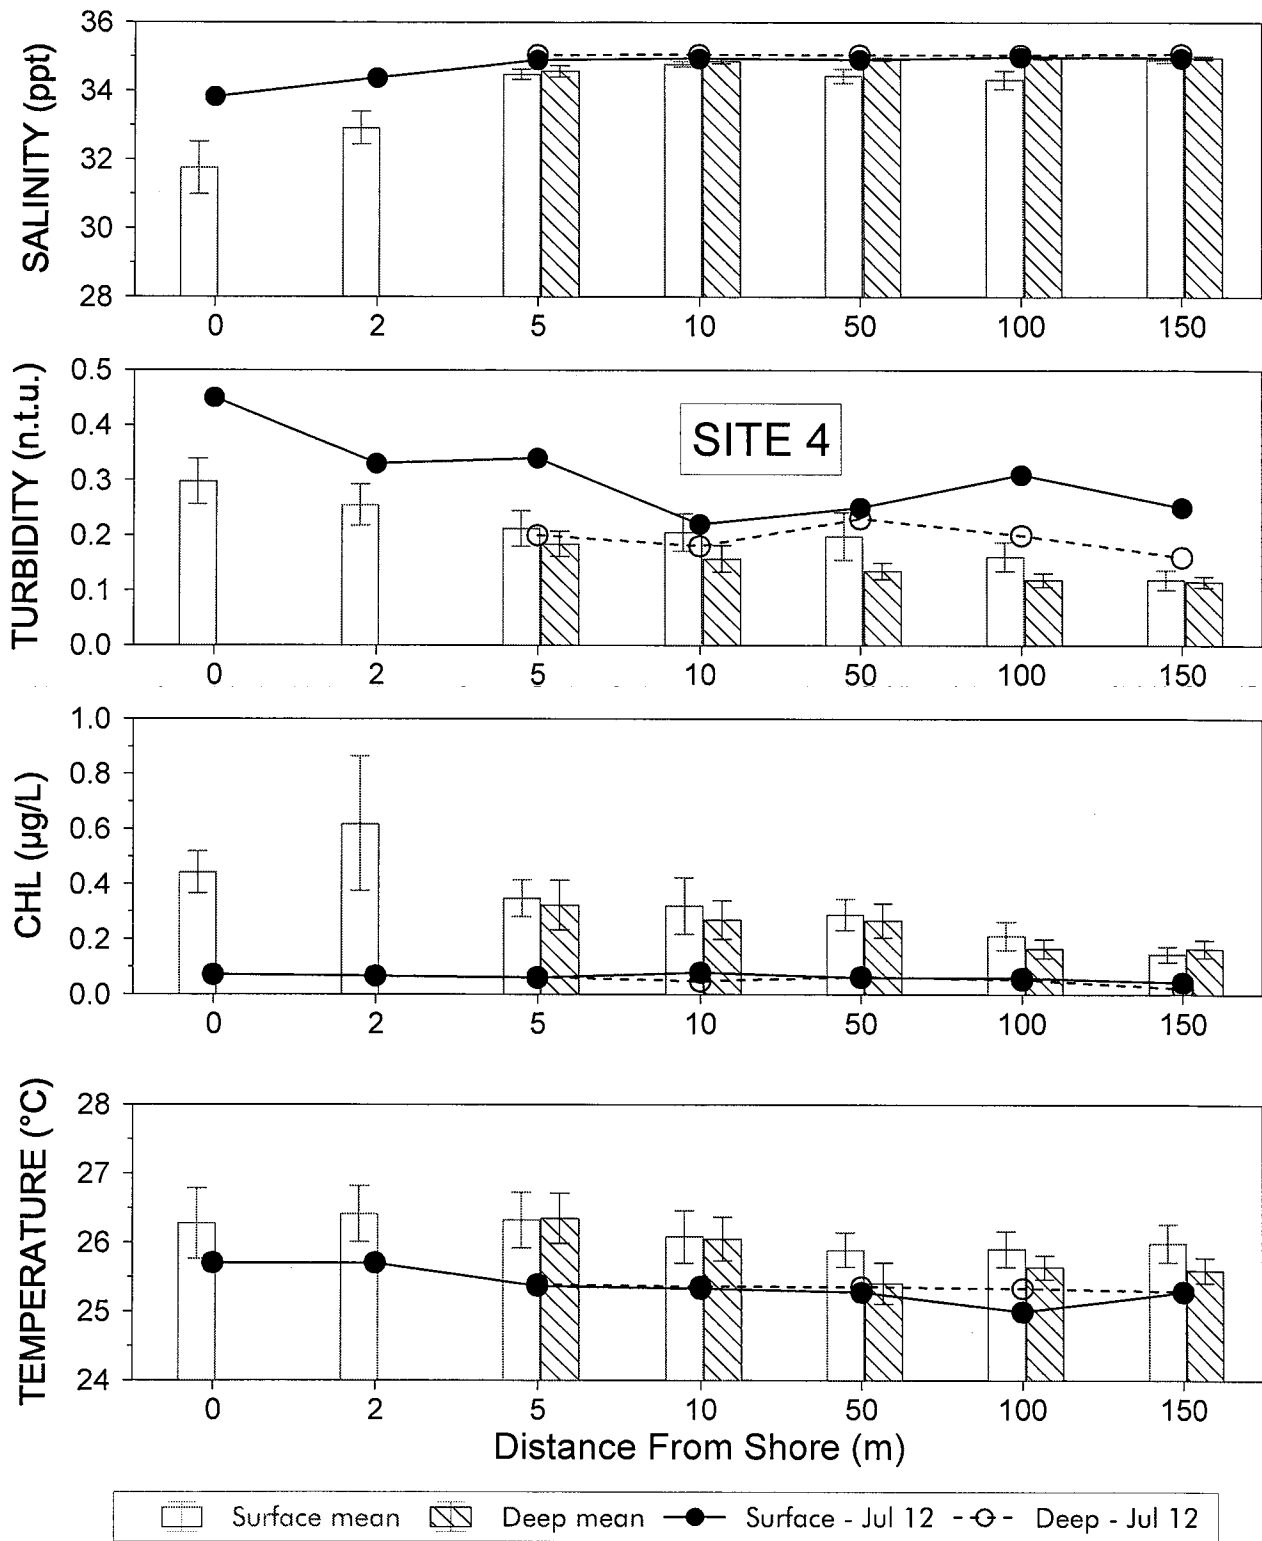 36
34
32
30
28
SALINITY (ppt)
0 2 5 10 50 100 150
0.5
0.4
0.3
0.2
0.1
0.0
TURBIDITY (n.t.u.)
SITE 4
0 2 5 10 50 100 150
1.0
0.8
0.6
0.4
0.2
0.0
CHL (µg/L)
0 2 5 10 50 100 150
28
27
26
25
24
TEMPERATURE (°C)
0 2 5 10 50 100 150
Distance From Shore (m)
Surface mean Deep mean Surface - Jul 12 Deep - Jul 12